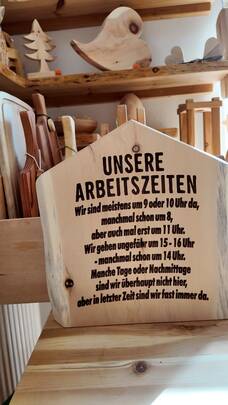 UNSERE
ARBEITSZEITEN
Wir sind meistens um 9 oder 10 Uhr da,
manchmal schon um 8,
aber auch mal erst um 11 Uhr.
Wir gehen ungefähr um 15 - 16 Uhr
- manchmal schon um 14 Uhr.
Manche Tage oder Nachmittage
sind wir überhaupt nicht hier,
aber in letzter Zeit sind wir fast immer da.